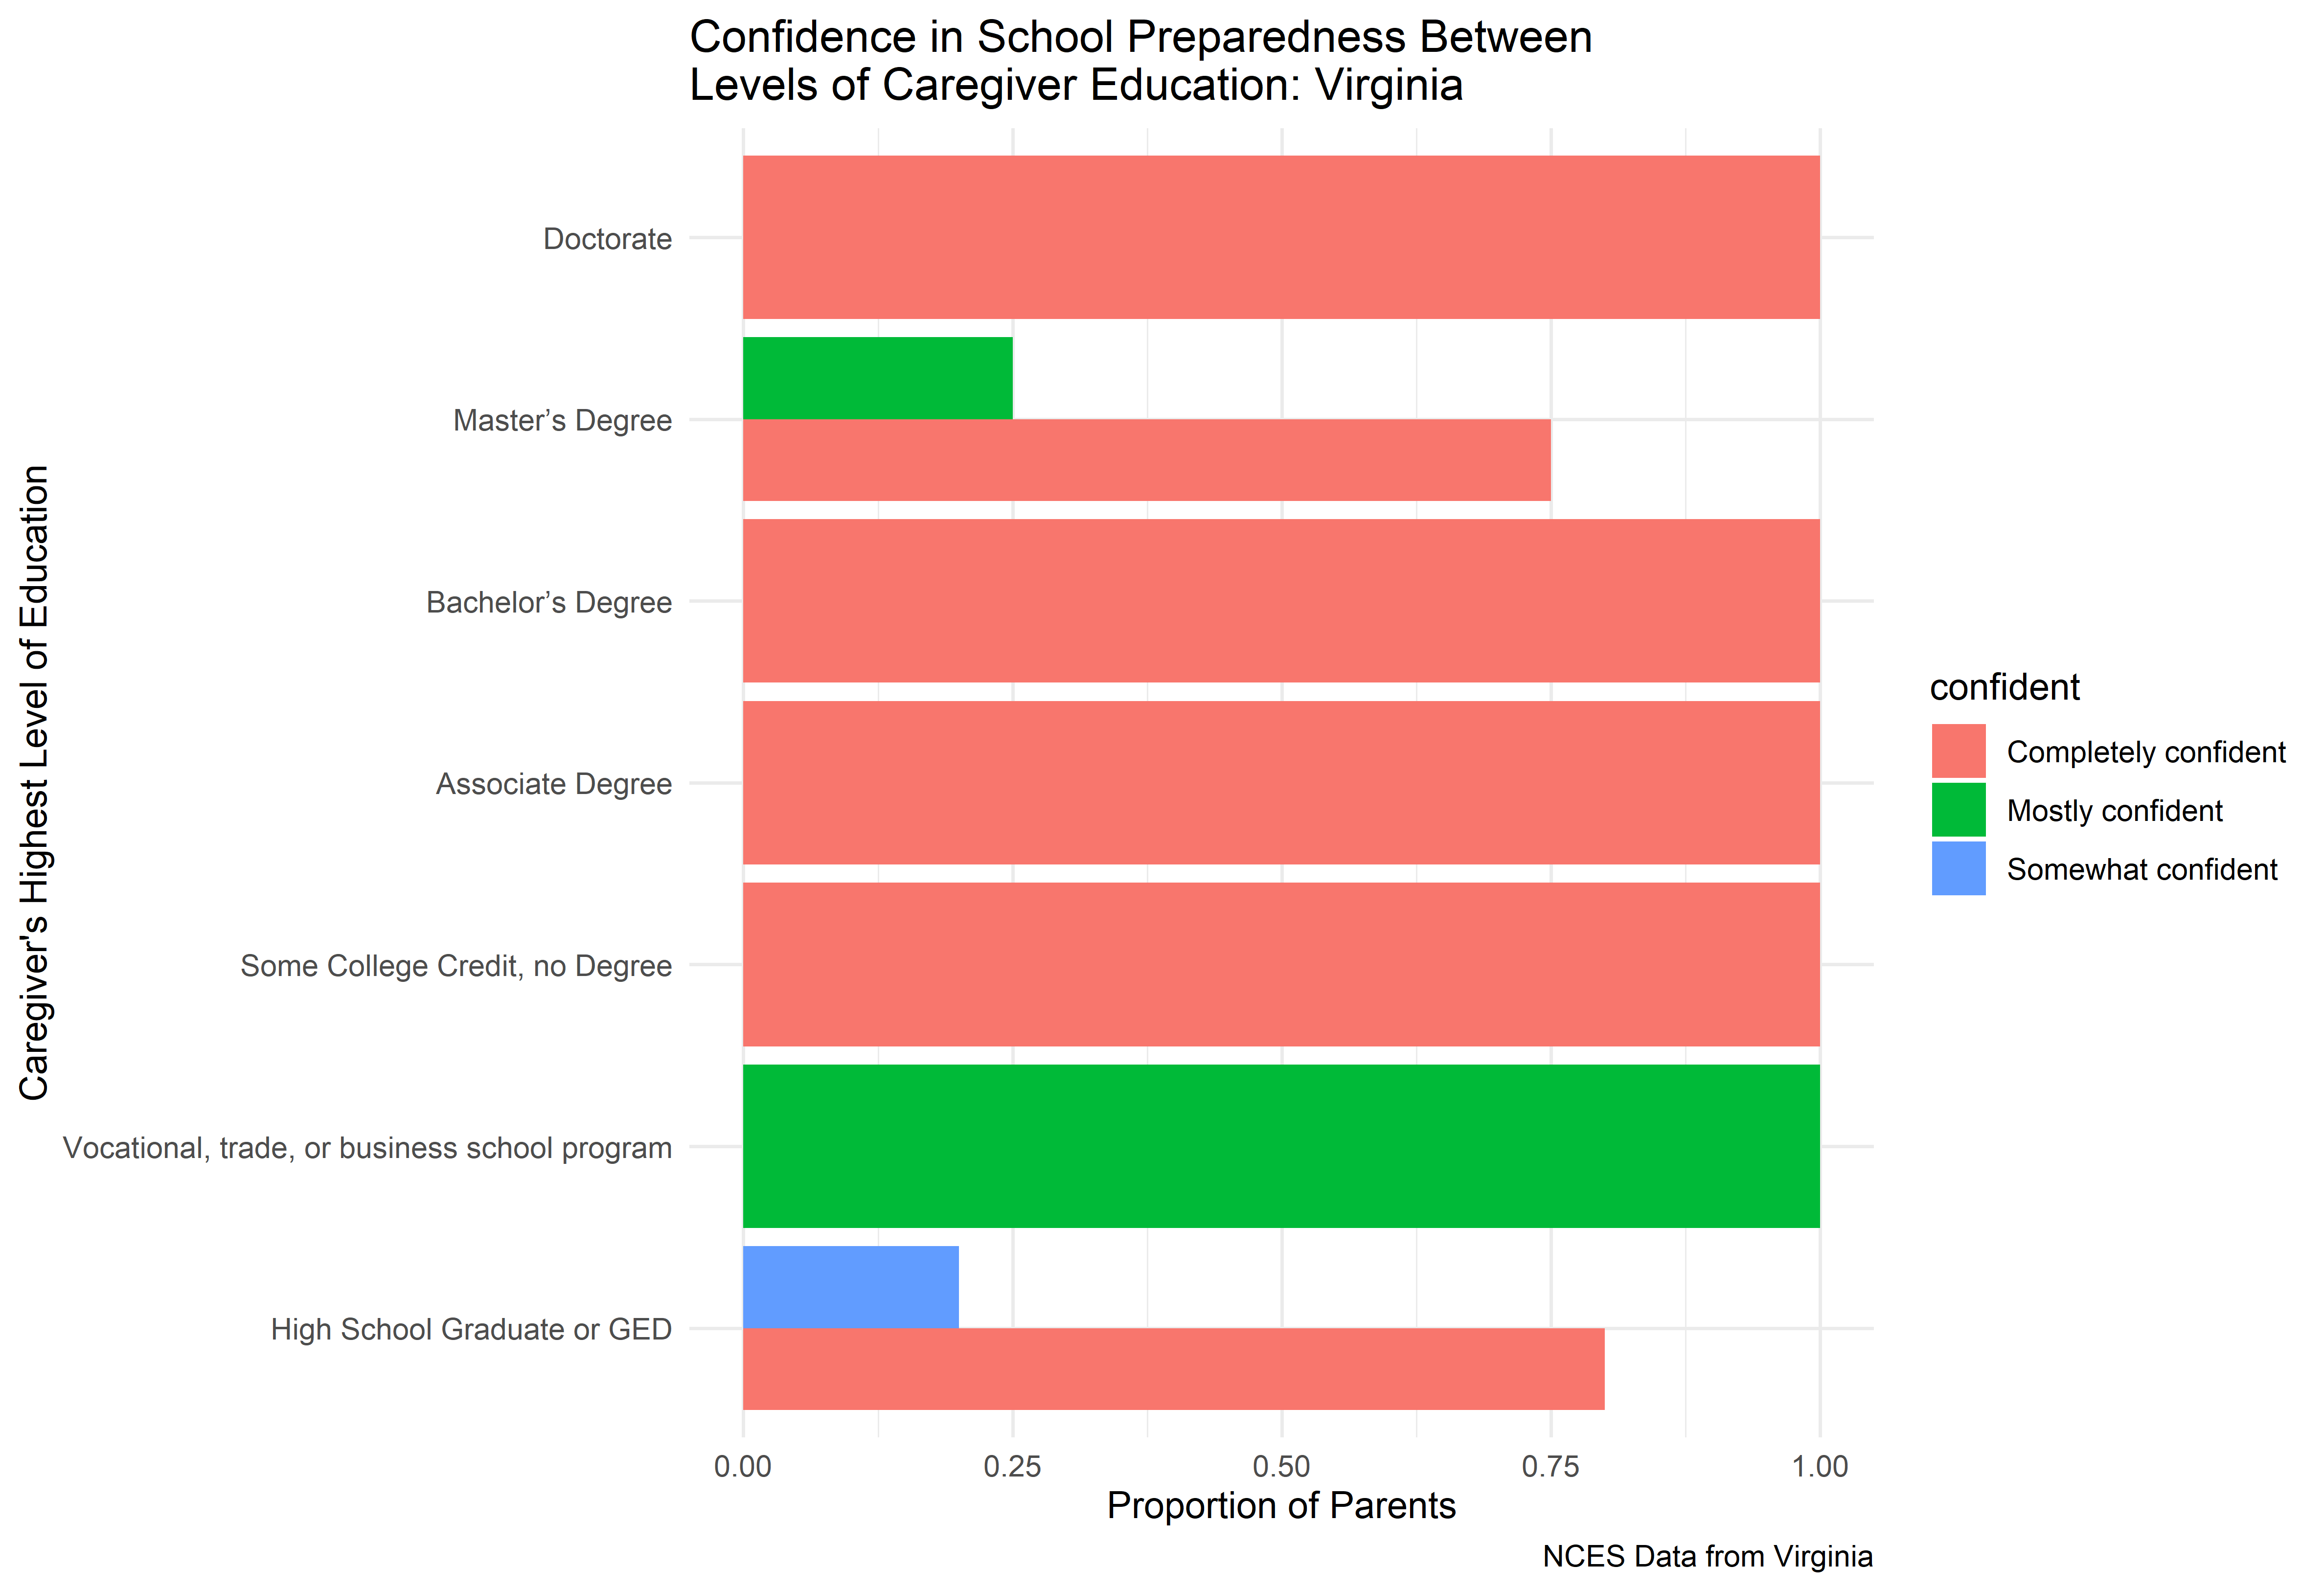 Confidence in School Preparedness Between
Levels of Caregiver Education: Virginia
Caregiver's Highest Level of Education
Doctorate
Master’s Degree
Bachelor’s Degree
Associate Degree
Some College Credit, no Degree
Vocational, trade, or business school program
High School Graduate or GED
0.00 0.25 0.50 0.75 1.00
Proportion of Parents
confident
Completely confident
Mostly confident
Somewhat confident
NCES Data from Virginia